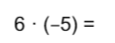 6 · (–5) =